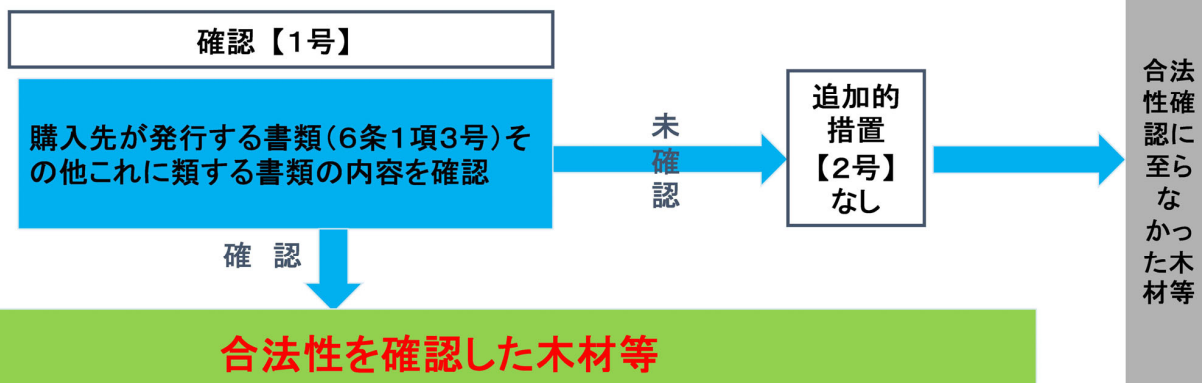 確認【1号】
購入先が発行する書類(6条1項3号)そ
の他これに類する書類の内容を確認
未
確
認
追加的
措置
【2号】
なし
確 認
合法性を確認した木材等
合法
性確
認に
至ら
な
かっ
た木
材等